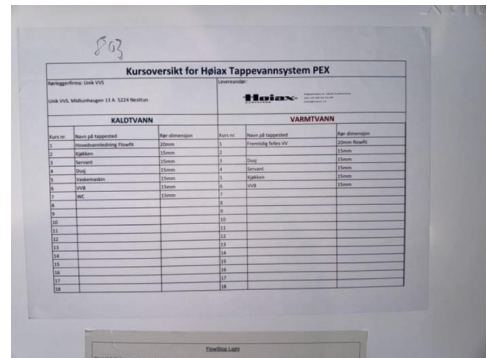 803
Kursoversikt for Høiax Tappevannsystem PEX
Rørleggerfirma: Unik VVS Leverandør:
Unik VVS, Midtunhaugen 13 A. 5224 Nesttun Høiax
KALDTVANN VARMTVANN
Kurs nr. Navn på tappested Rør dimensjon Kurs nr. Navn på tappested Rør dimensjon
1 Hovedvannledning Flowfit 20mm 1 Fremtidig felles VV 20mm flowfit
2 Kjøkken 15mm 2 15mm
3 Servant 15mm 3 Dusj 15mm
4 Dusj 15mm 4 Servant 15mm
5 Vaskemaskin 15mm 5 Kjøkken 15mm
6 VVB 15mm 6 VVB 15mm
7 WC 15mm 7
8 8
9 9
10 10
11 11
12 12
13 13
14 14
15 15
16 16
17 17
18 18
FlowStop Light